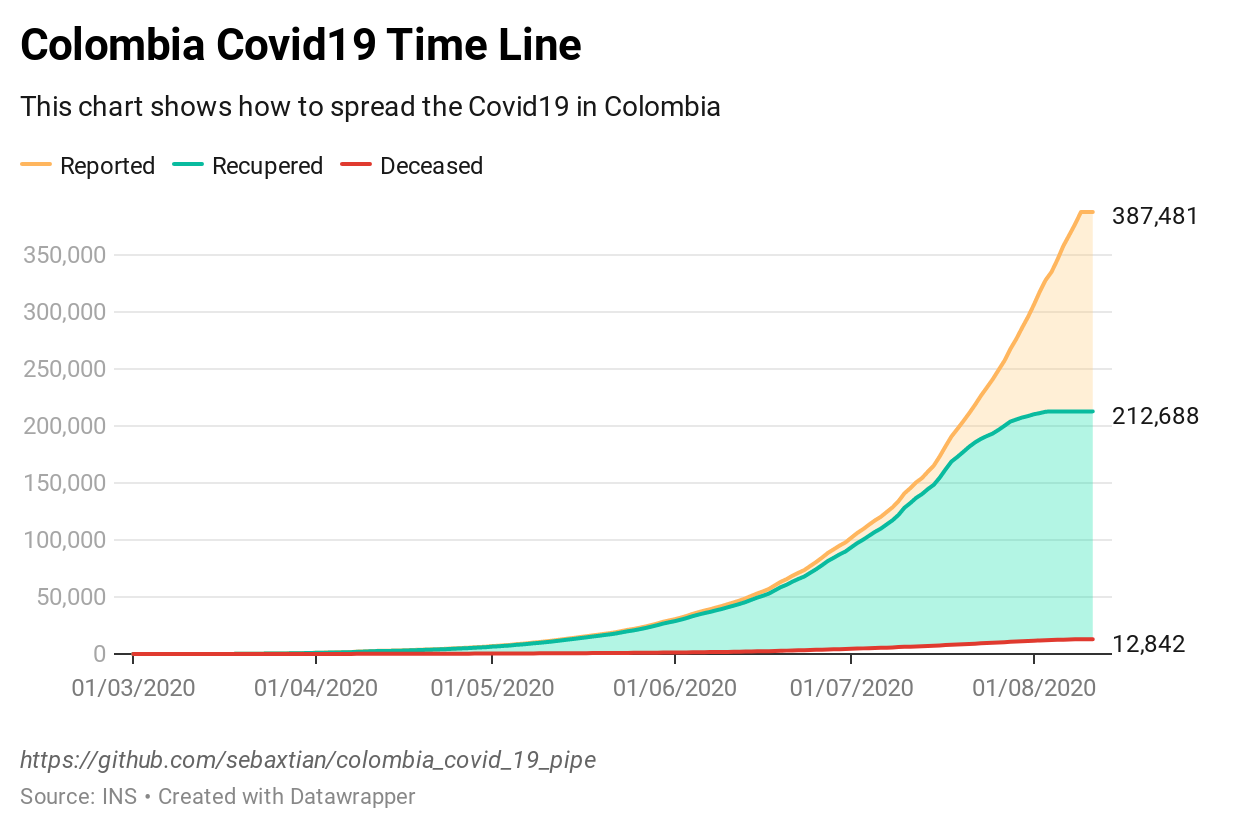 Colombia Covid19 Time Line
This chart shows how to spread the Covid19 in Colombia
Reported Recupered Deceased
387,481
350,000
300,000
250,000
212,688
200,000
150,000
100,000
50,000
12,842
0
01/03/2020 01/04/2020 01/05/2020 01/06/2020 01/07/2020 01/08/2020
https://github.com/sebaxtian/colombia_covid_19_pipe
Source: INS • Created with Datawrapper